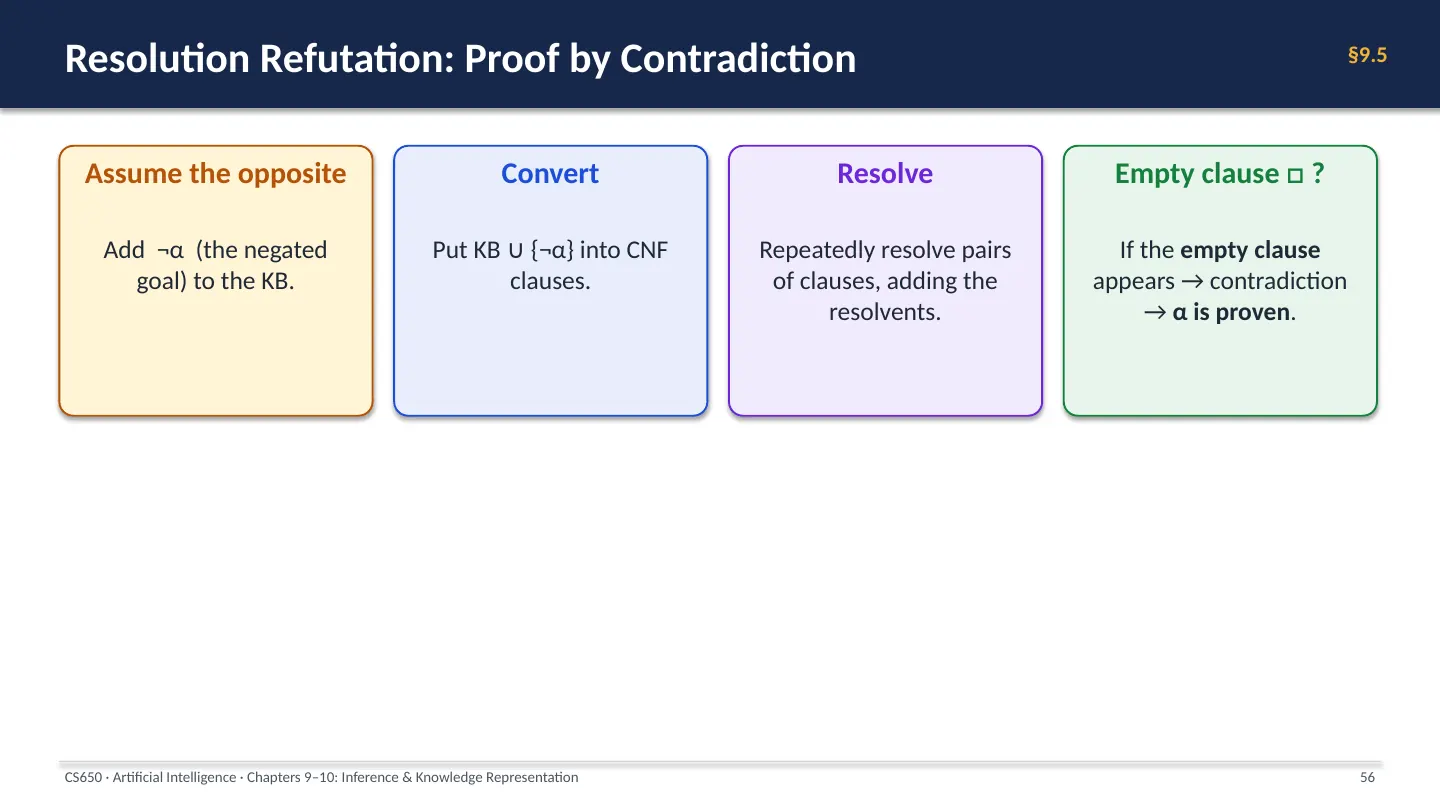 Resolution Refutation: Proof by Contradiction
§9.5
Assume the opposite
Add ¬α (the negated
goal) to the KB.
Convert
Put KB ∪ {¬α} into CNF
clauses.
Resolve
Repeatedly resolve pairs
of clauses, adding the
resolvents.
Empty clause □ ?
If the empty clause
appears → contradiction
→ α is proven.
CS650 · Artificial Intelligence · Chapters 9–10: Inference & Knowledge Representation
56